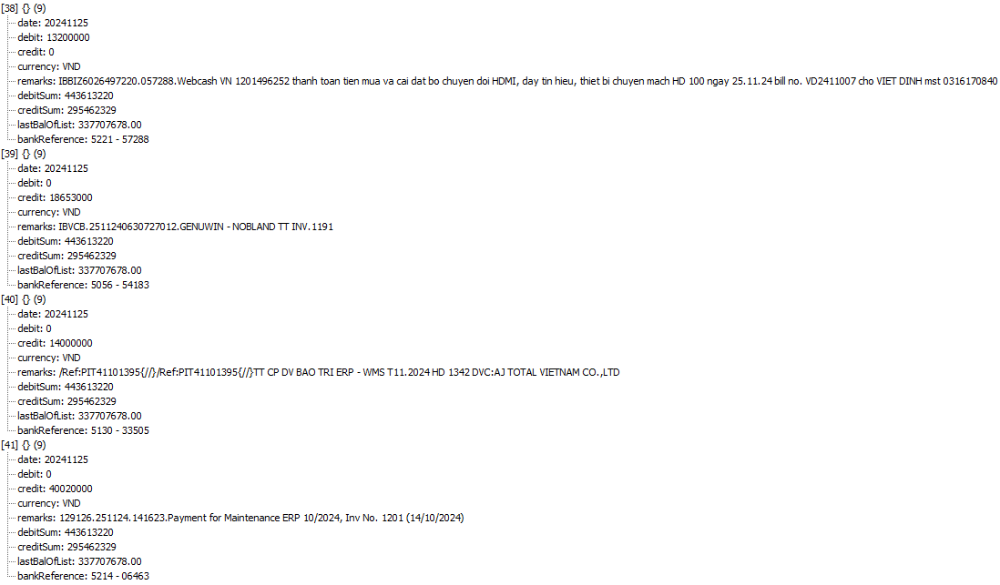 [38] {} (9)
date: 20241125
debit: 13200000
credit: 0
currency: VND
remarks: IBBIZ6026497220.057288.Webcash VN 1201496252 thanh toan tien mua va cai dat bo chuyen doi HDMI, day tin hieu, thiet bi chuyen mach HD 100 ngay 25.11.24 bill no. VD2411007 cho VIET DINH mst 0316170840
debitSum: 443613220
creditSum: 295462329
lastBalOfList: 337707678.00
bankReference: 5221 - 57288
[39] {} (9)
date: 20241125
debit: 0
credit: 18653000
currency: VND
remarks: IBVCB.2511240630727012.GENUWIN - NOBLAND TT INV.1191
debitSum: 443613220
creditSum: 295462329
lastBalOfList: 337707678.00
bankReference: 5056 - 54183
[40] {} (9)
date: 20241125
debit: 0
credit: 14000000
currency: VND
remarks: /Ref:PIT41101395{//}/Ref:PIT41101395{//}TT CP DV BAO TRI ERP - WMS T11.2024 HD 1342 DVC:AJ TOTAL VIETNAM CO.,LTD
debitSum: 443613220
creditSum: 295462329
lastBalOfList: 337707678.00
bankReference: 5130 - 33505
[41] {} (9)
date: 20241125
debit: 0
credit: 40020000
currency: VND
remarks: 129126.251124.141623.Payment for Maintenance ERP 10/2024, Inv No. 1201 (14/10/2024)
debitSum: 443613220
creditSum: 295462329
lastBalOfList: 337707678.00
bankReference: 5214 - 06463